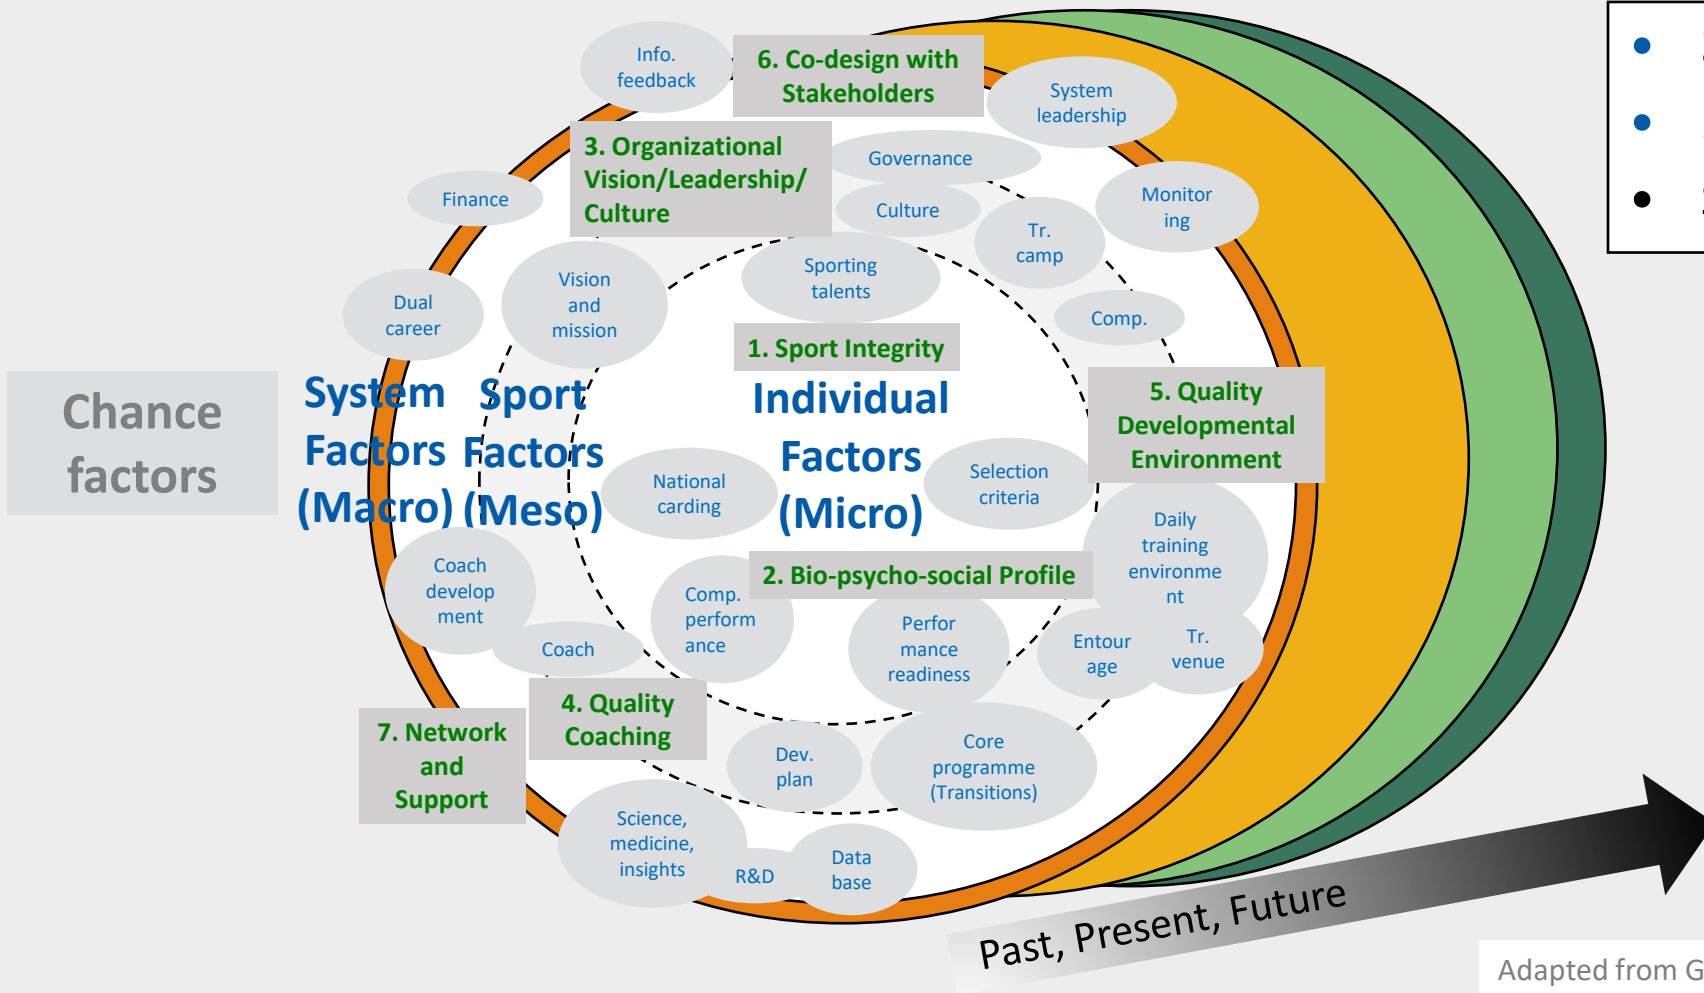 Info.
feedback
6. Co-design with
Stakeholders
System
leadership
3. Organizational
Vision/Leadership/
Culture
Governance
Culture
Finance
Monitor
ing
Tr.
camp
Sporting
talents
Vision
and
mission
Dual
career
Comp.
1. Sport Integrity
Chance
factors
System
Factors
(Macro)
Sport
Factors
(Meso)
Individual
Factors
(Micro)
5. Quality
Developmental
Environment
National
carding
Selection
criteria
Daily
training
environme
nt
Coach
develop
ment
2. Bio-psycho-social Profile
Comp.
perform
ance
Perfor
mance
readiness
Entour
age
Tr.
venue
Coach
4. Quality
Coaching
7. Network
and
Support
Dev.
plan
Core
programme
(Transitions)
Science,
medicine,
insights
R&D
Data
base
Past, Present, Future
Adapted from G